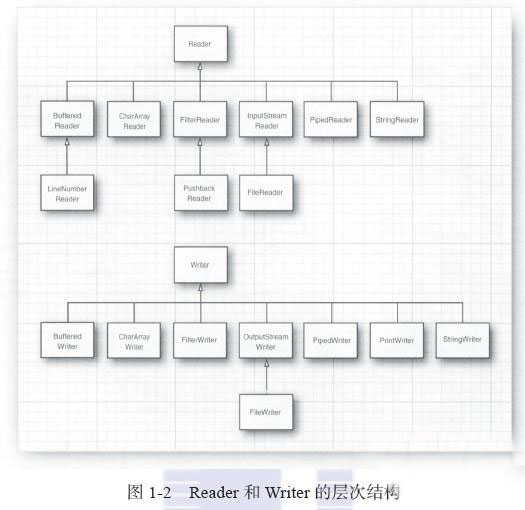 Reader
Buffered
Reader
CharArray
Reader
FilterReader
InputStream
Reader
PipedReader
StringReader
LineNumber
Reader
Pushback
Reader
FileReader
Writer
Buffered
Writer
CharArray
Writer
FilterWriter
OutputStream
Writer
PipedWriter
PrintWriter
StringWriter
FileWriter
图 1-2 Reader 和 Writer 的层次结构